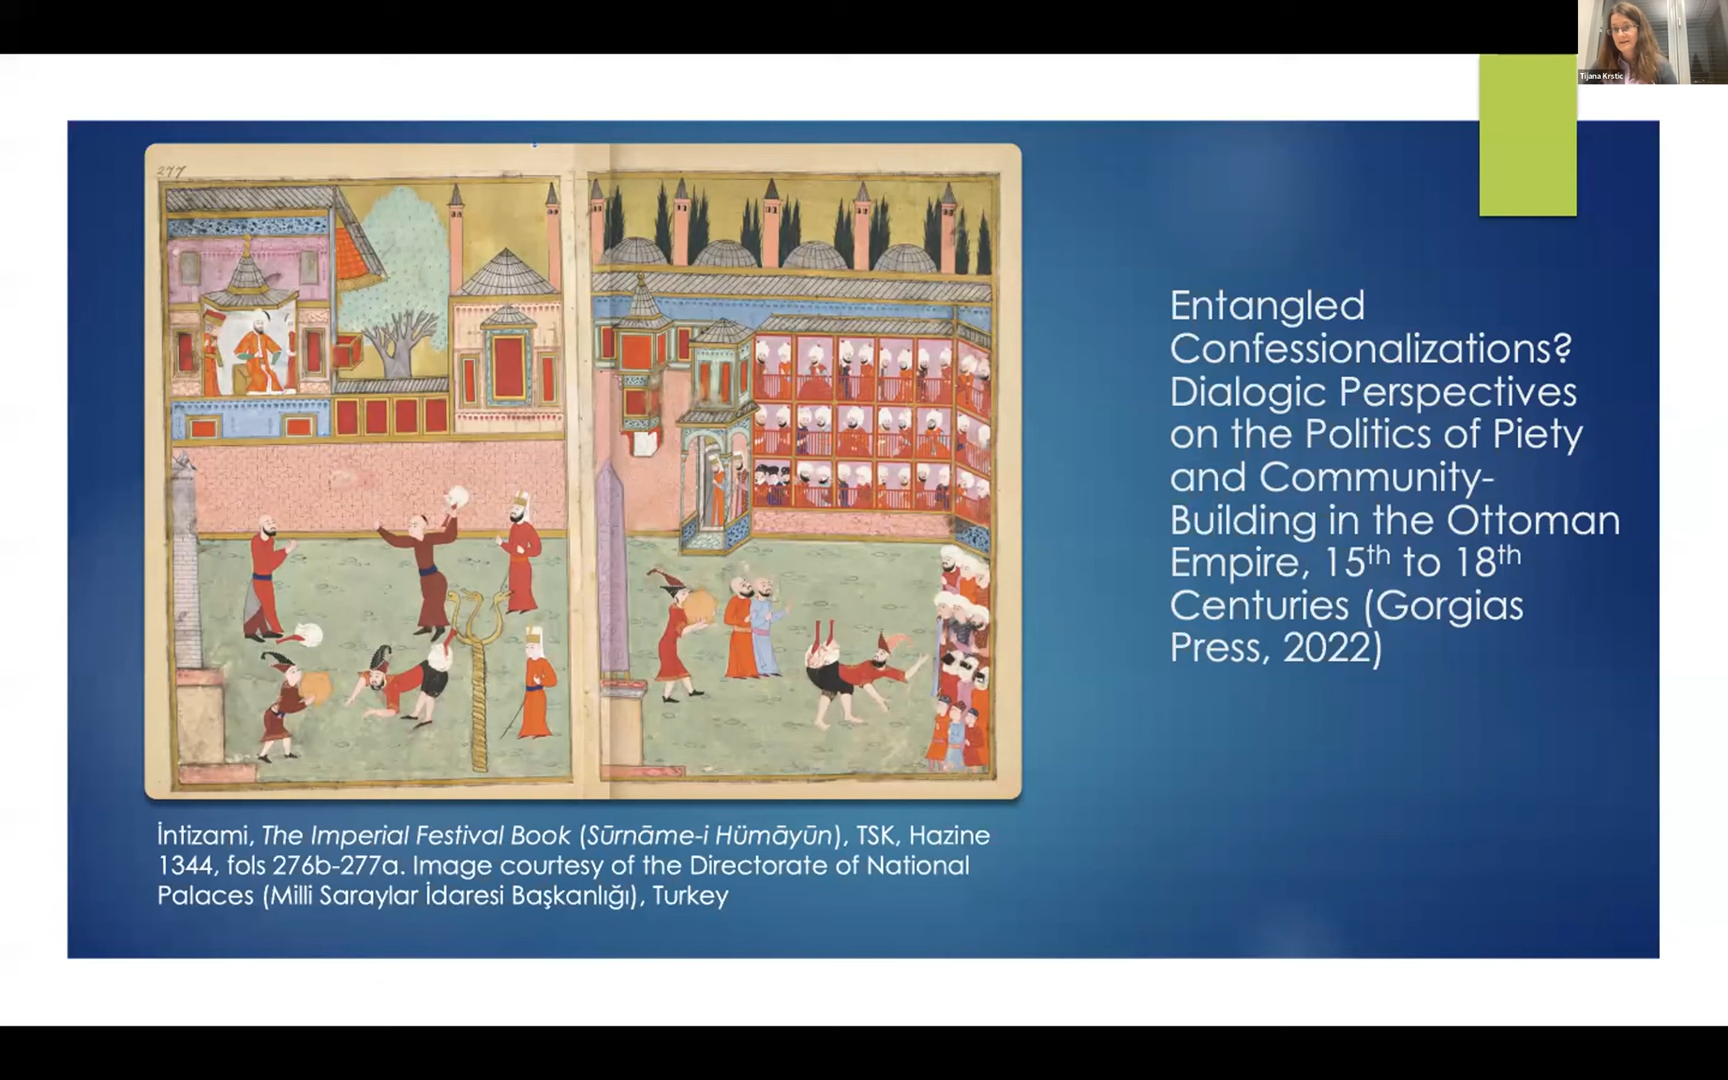 Tijana Krstic
277
Entangled
Confessionalizations?
Dialogic Perspectives
on the Politics of Piety
and Community-
Building in the Ottoman
Empire, 15th to 18th
Centuries (Gorgias
Press, 2022)
İntizami, The Imperial Festival Book (Sūrnāme-i Hümāyūn), TSK, Hazine
1344, fols 276b-277a. Image courtesy of the Directorate of National
Palaces (Milli Saraylar İdaresi Başkanlığı), Turkey